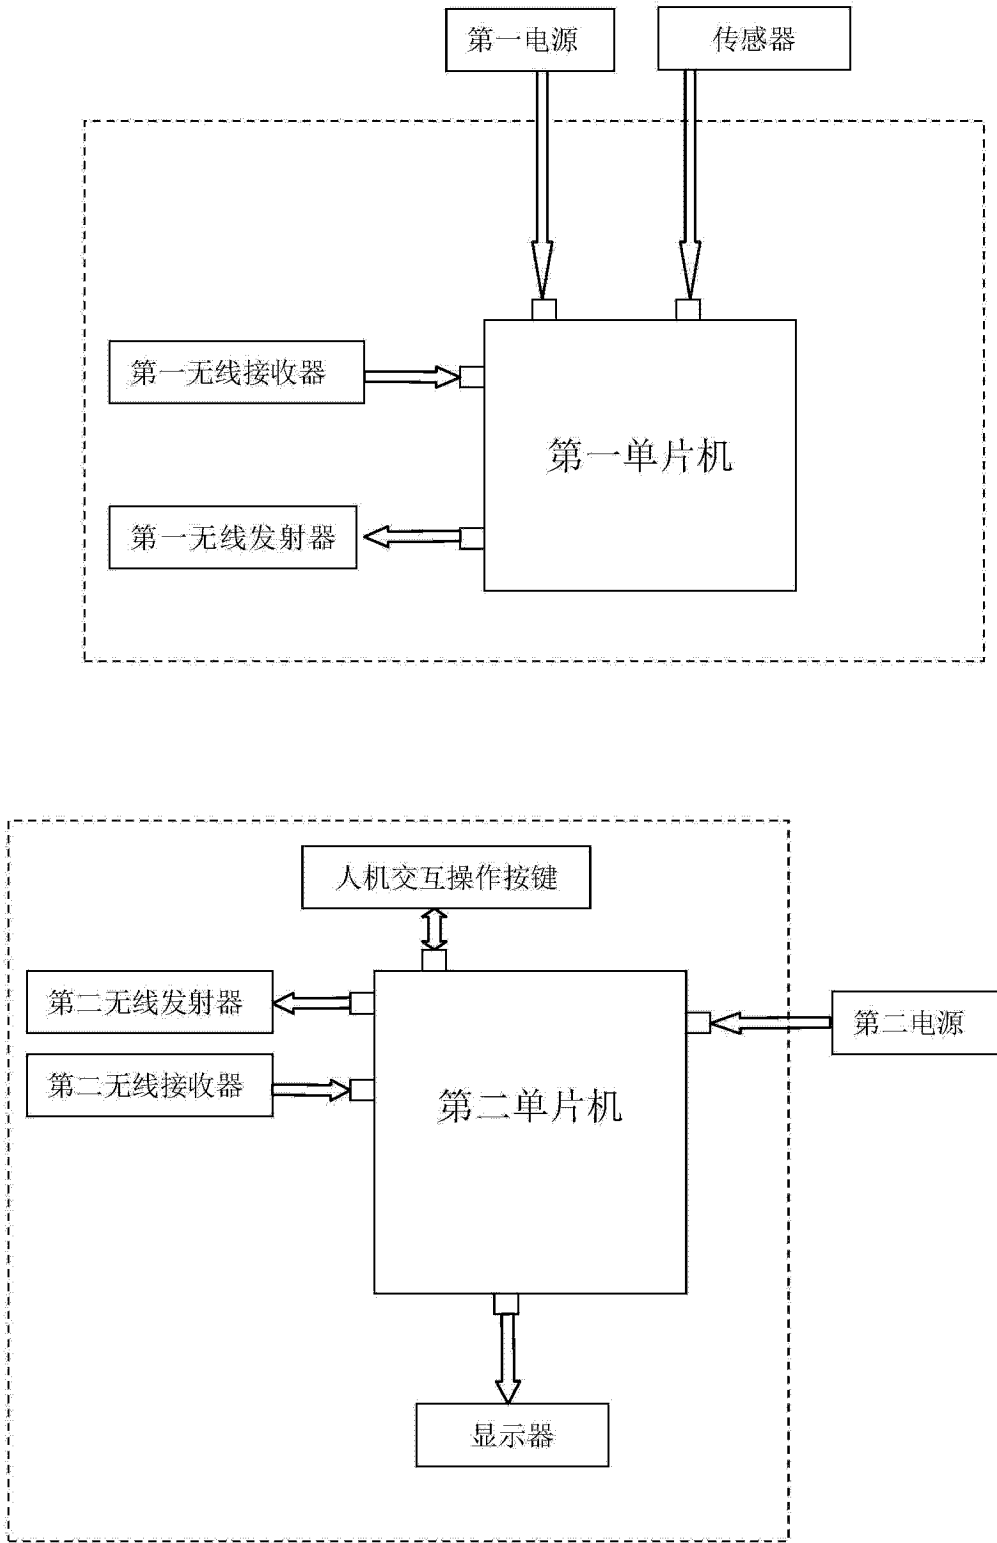 第一电源
传感器
第一无线接收器
第一单片机
第一无线发射器
人机交互操作按键
第二无线发射器
第二电源
第二无线接收器
第二单片机
显示器